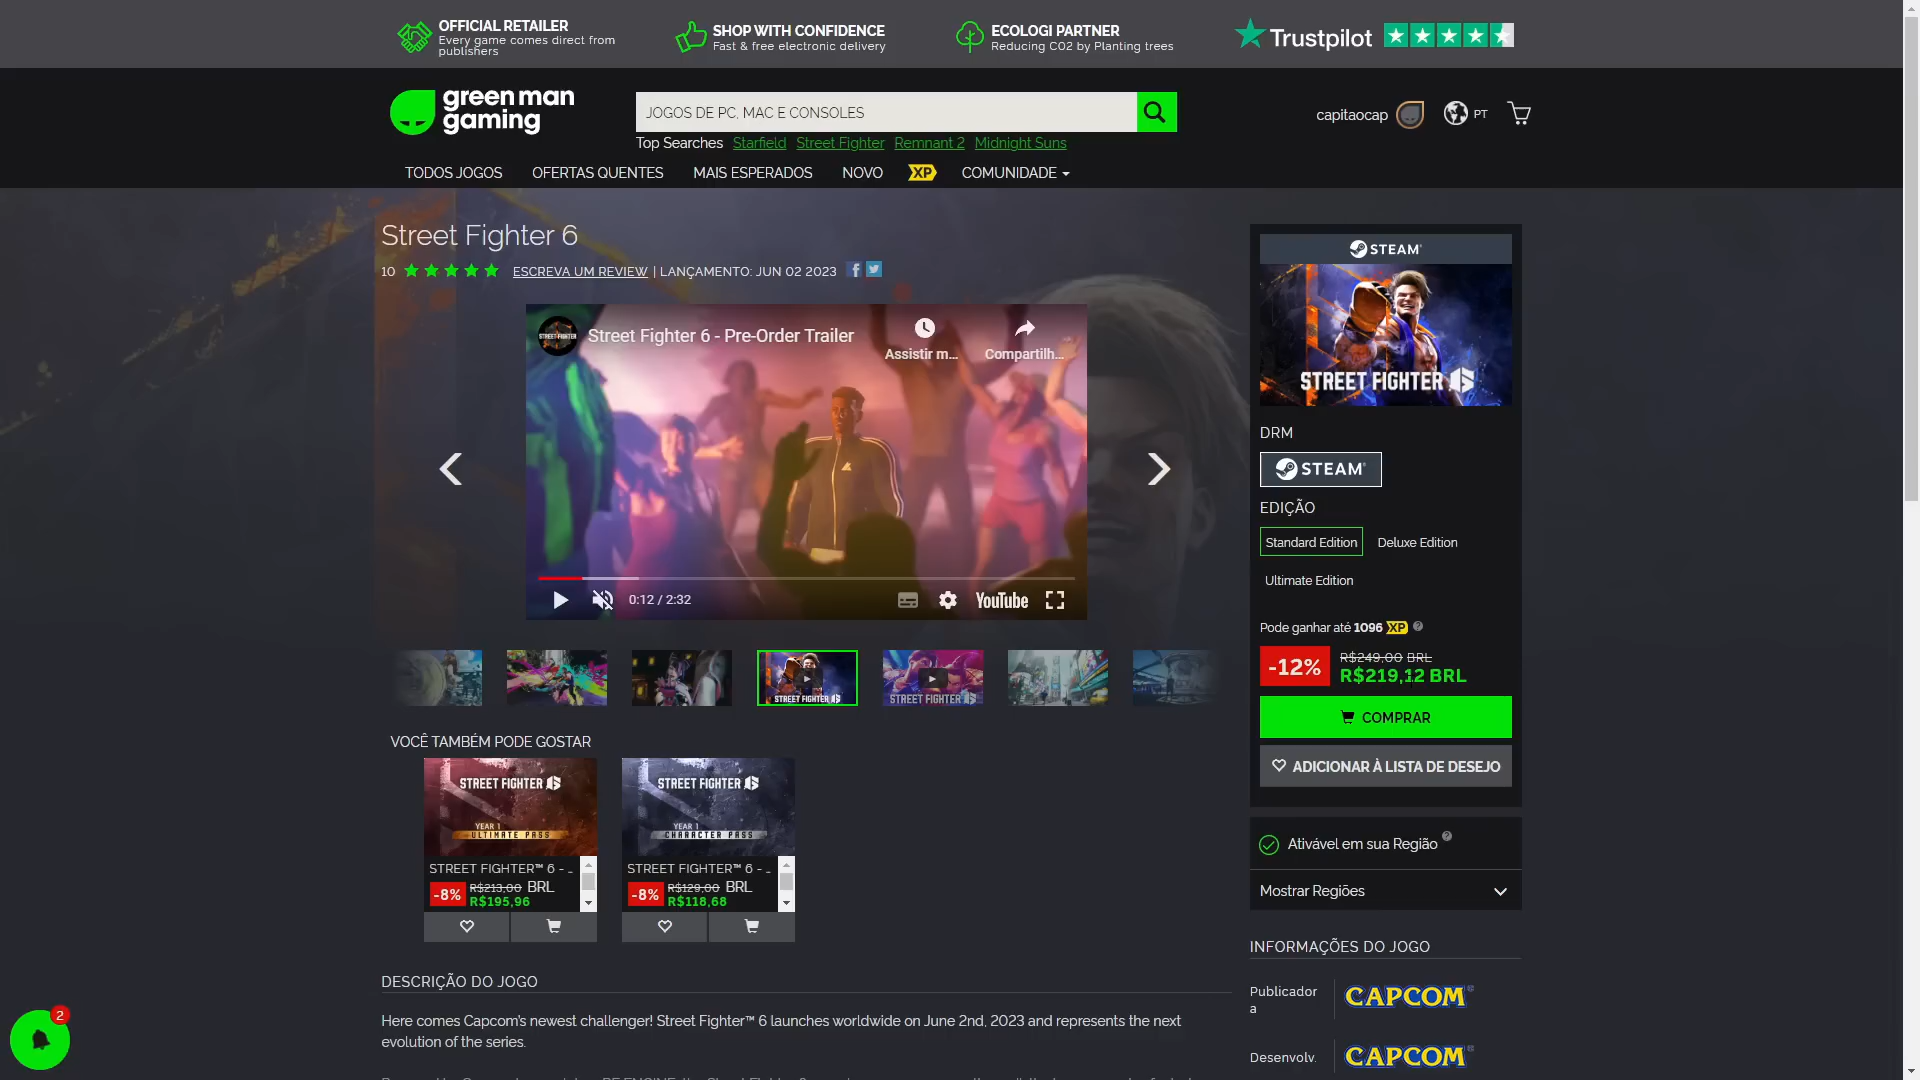 OFFICIAL RETAILER
Every game comes direct from
publishers
SHOP WITH CONFIDENCE
Fast & free electronic delivery
ECOLOGI PARTNER
Reducing CO2 by Planting trees
Trustpilot
green man
gaming
JOGOS DE PC, MAC E CONSOLES
capitaocap
PT
Top Searches Starfield Street Fighter Remnant 2 Midnight Suns
TODOS JOGOS OFERTAS QUENTES MAIS ESPERADOS NOVO XP COMUNIDADE
Street Fighter 6
10 ESCREVA UM REVIEW | LANÇAMENTO: JUN 02 2023
STREET FIGHTER
Street Fighter 6 - Pre-Order Trailer
Assistir m...
Compartilh...
0:12 / 2:32
YouTube
STREET FIGHTER 6
STREET FIGHTER 6
VOCÊ TAMBÉM PODE GOSTAR
STREET FIGHTER 6
YEAR 1
ULTIMATE PASS
STREET FIGHTER™ 6 - ..
-8% R$213,00 BRL
R$195,96
STREET FIGHTER 6
YEAR 1
CHARACTER PASS
STREET FIGHTER™ 6 - ..
-8% R$129,00 BRL
R$118,68
DESCRIÇÃO DO JOGO
Here comes Capcom's newest challenger! Street Fighter™ 6 launches worldwide on June 2nd, 2023 and represents the next
evolution of the series.
2
STEAM
STREET FIGHTER 6
DRM
STEAM
EDIÇÃO
Standard Edition Deluxe Edition
Ultimate Edition
Pode ganhar até 1096 XP ?
-12% R$249,00 BRL
R$219,12 BRL
COMPRAR
ADICIONAR À LISTA DE DESEJO
Ativável em sua Região ?
Mostrar Regiões
INFORMAÇÕES DO JOGO
Publicador
a
CAPCOM
Desenvolv.
CAPCOM